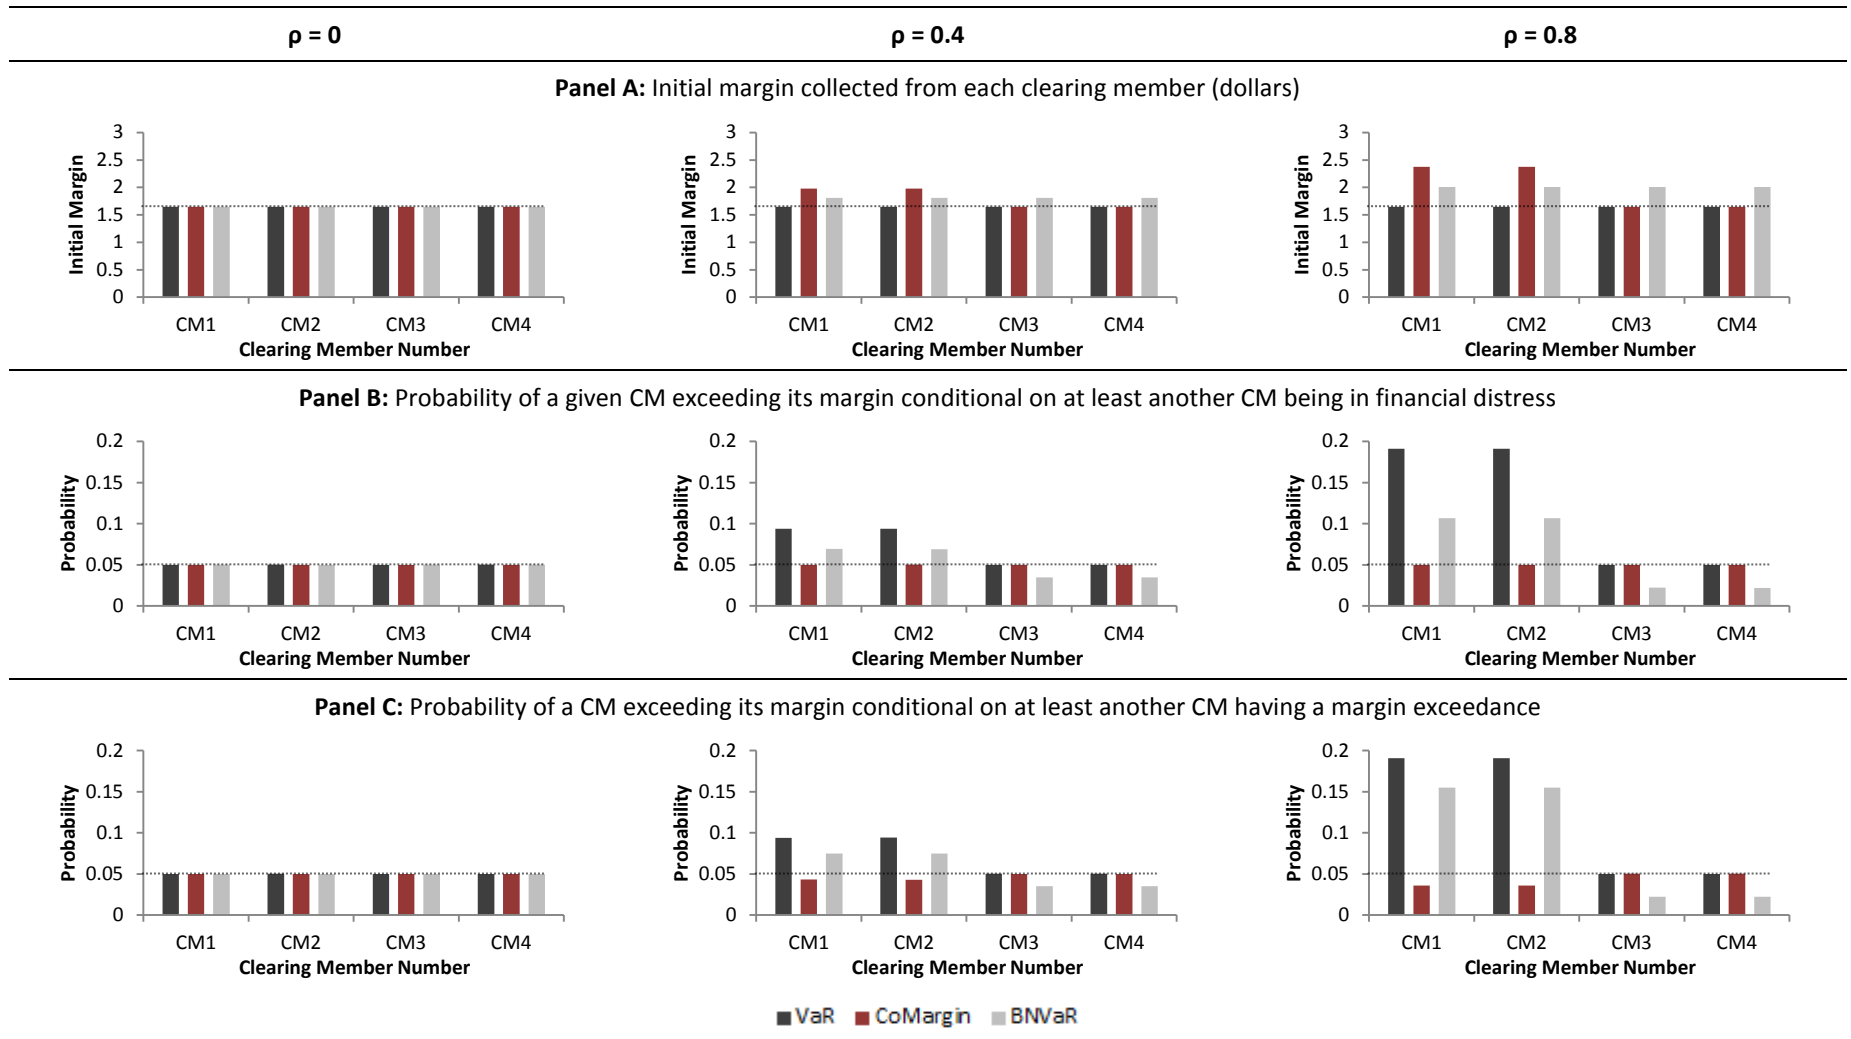 ρ = 0 ρ = 0.4 ρ = 0.8
Panel A: Initial margin collected from each clearing member (dollars)
Initial Margin
3
2.5
2
1.5
1
0.5
0
CM1 CM2 CM3 CM4
Clearing Member Number
Initial Margin
3
2.5
2
1.5
1
0.5
0
CM1 CM2 CM3 CM4
Clearing Member Number
Initial Margin
3
2.5
2
1.5
1
0.5
0
CM1 CM2 CM3 CM4
Clearing Member Number
Panel B: Probability of a given CM exceeding its margin conditional on at least another CM being in financial distress
Probability
0.2
0.15
0.1
0.05
0
CM1 CM2 CM3 CM4
Clearing Member Number
Probability
0.2
0.15
0.1
0.05
0
CM1 CM2 CM3 CM4
Clearing Member Number
Probability
0.2
0.15
0.1
0.05
0
CM1 CM2 CM3 CM4
Clearing Member Number
Panel C: Probability of a CM exceeding its margin conditional on at least another CM having a margin exceedance
Probability
0.2
0.15
0.1
0.05
0
CM1 CM2 CM3 CM4
Clearing Member Number
Probability
0.2
0.15
0.1
0.05
0
CM1 CM2 CM3 CM4
Clearing Member Number
Probability
0.2
0.15
0.1
0.05
0
CM1 CM2 CM3 CM4
Clearing Member Number
VaR CoMargin BNVaR